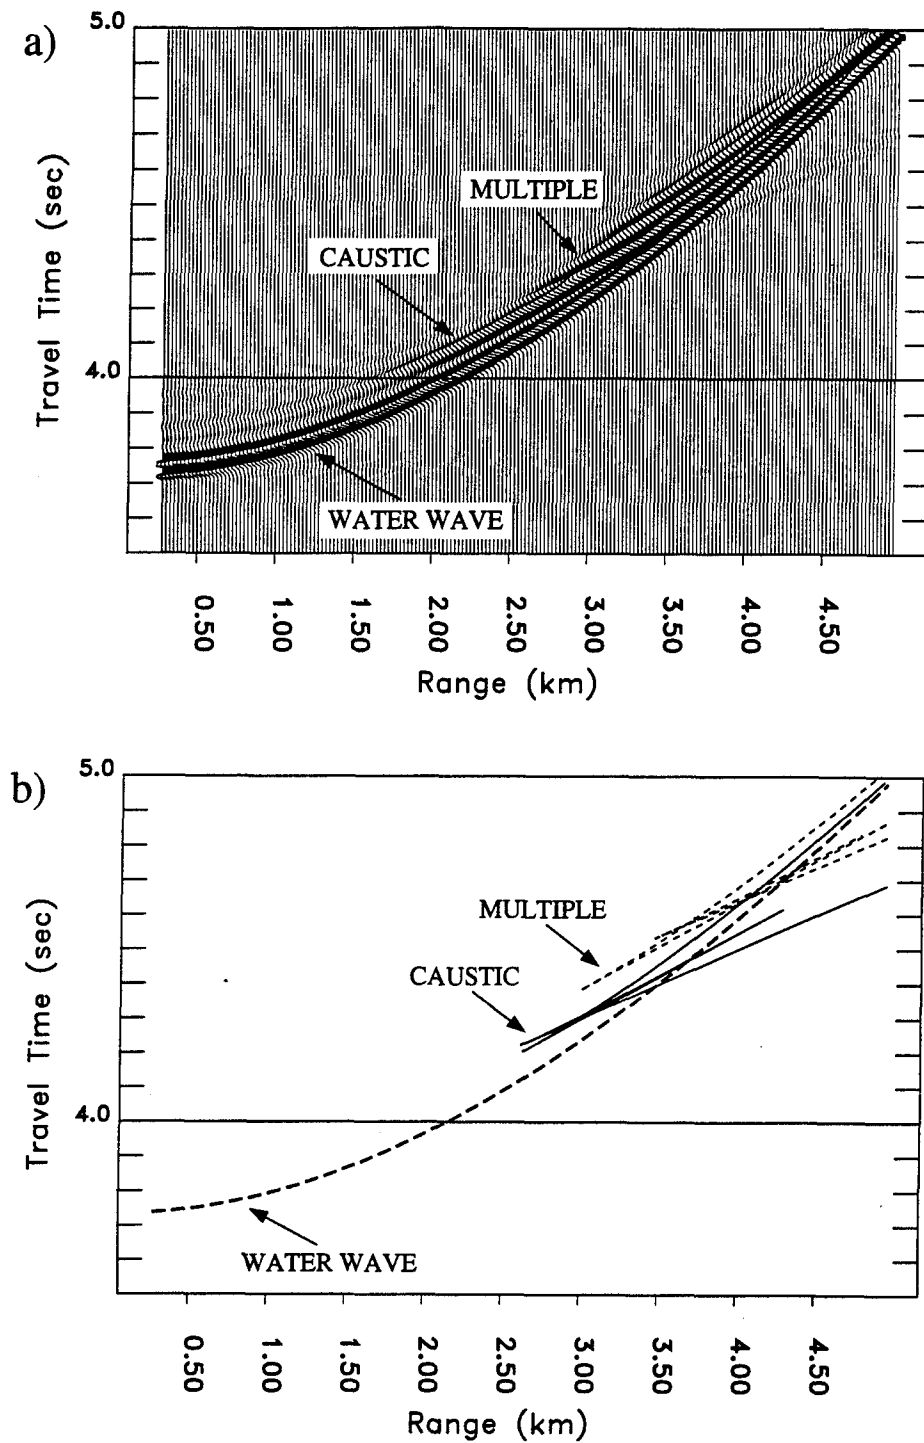 a)
5.0
4.0
Travel Time (sec)
MULTIPLE
CAUSTIC
WATER WAVE
0.50 1.00 1.50 2.00 2.50 3.00 3.50 4.00 4.50
Range (km)
b)
5.0
4.0
Travel Time (sec)
MULTIPLE
CAUSTIC
WATER WAVE
0.50 1.00 1.50 2.00 2.50 3.00 3.50 4.00 4.50
Range (km)